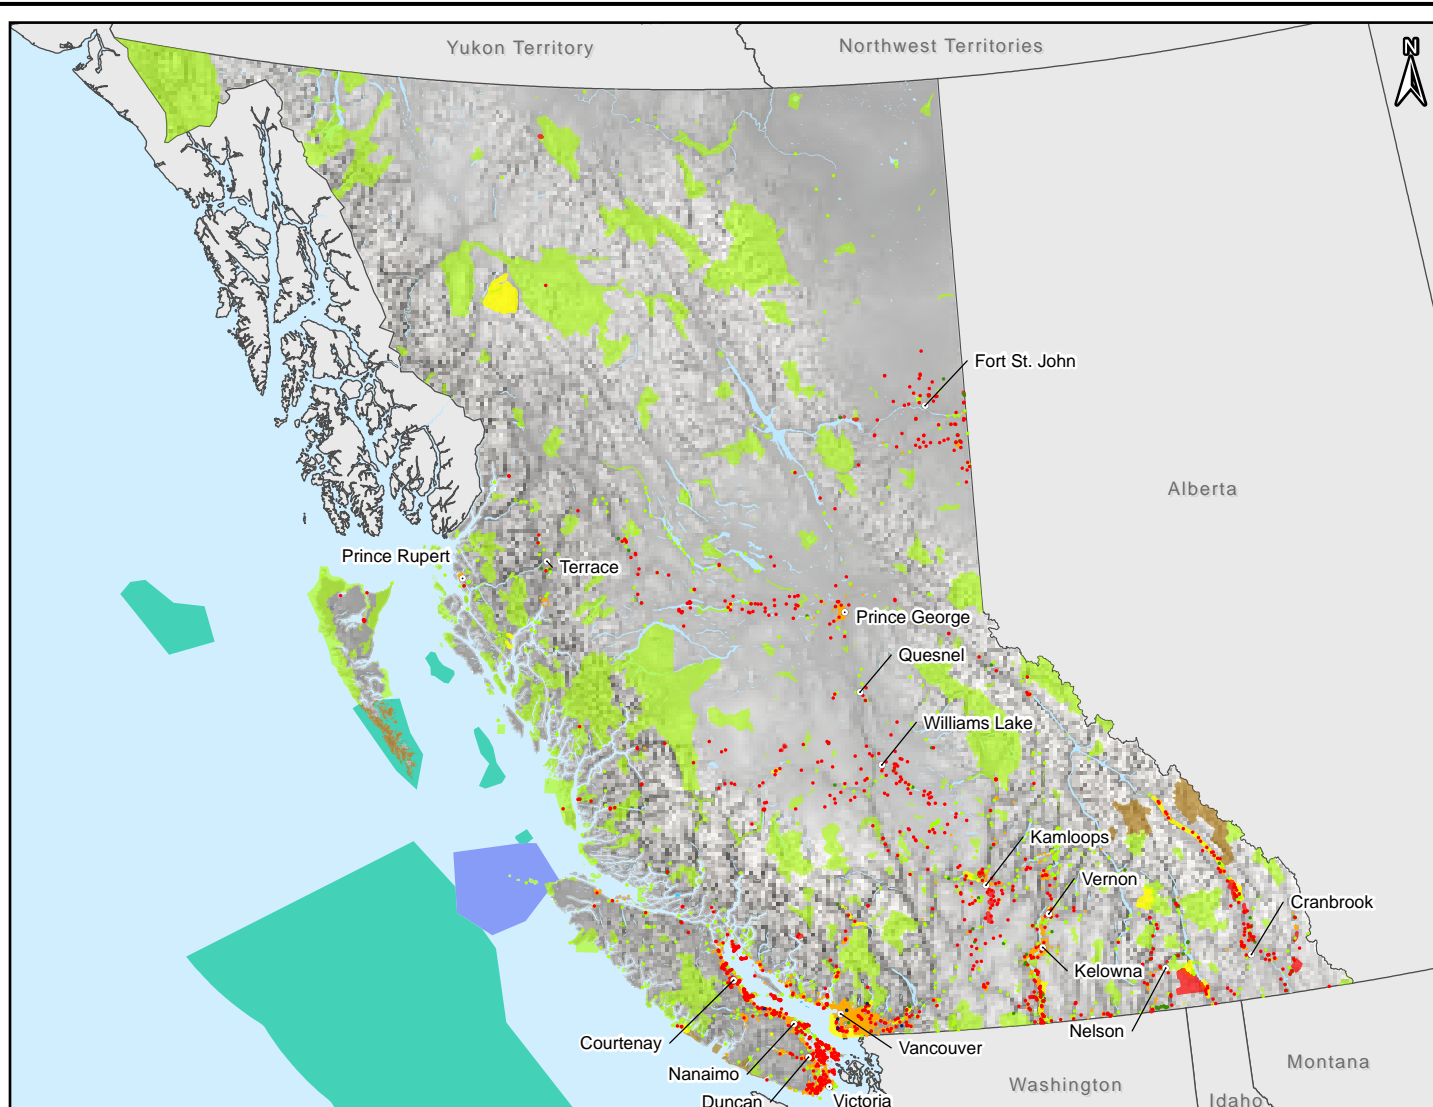 Yukon Territory
Northwest Territories
N
Fort St. John
Alberta
Prince Rupert
Terrace
Prince George
Quesnel
Williams Lake
Kamloops
Vernon
Cranbrook
Kelowna
Nelson
Courtenay
Vancouver
Nanaimo
Montana
Washington
Duncan
Victoria
Idaho